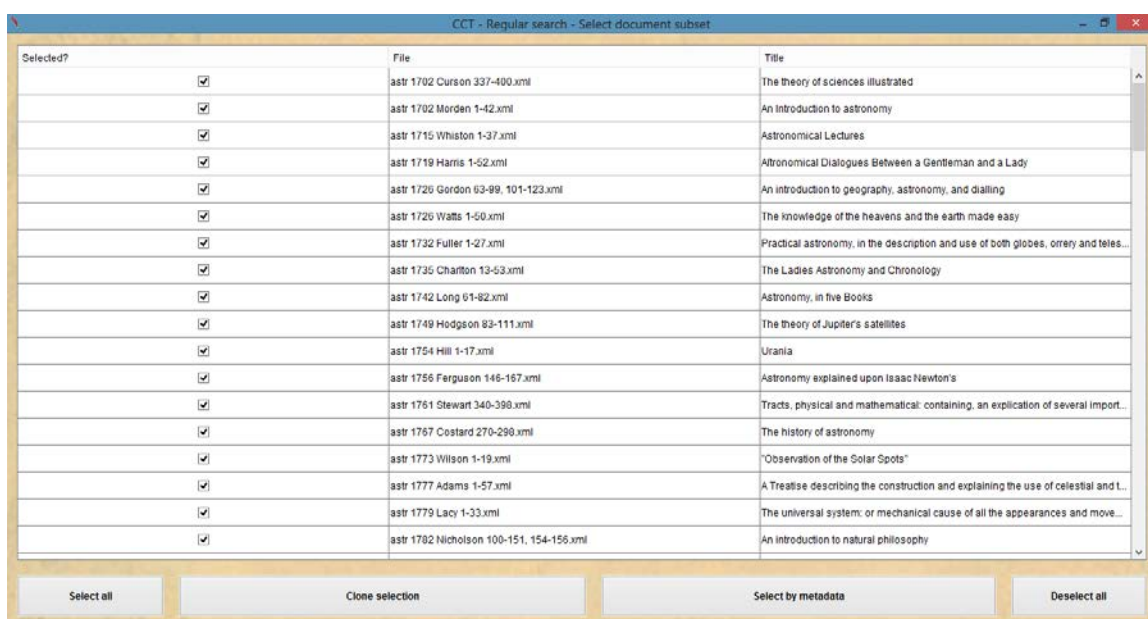 CCT - Regular search - Select document subset
Selected? File Title
astr 1702 Curson 337-400.xml The theory of sciences illustrated
astr 1702 Morden 1-42.xml An Introduction to astronomy
astr 1715 Whiston 1-37.xml Astronomical Lectures
astr 1719 Harris 1-52.xml Aftronomical Dialogues Between a Gentleman and a Lady
astr 1726 Gordon 63-99, 101-123.xml An introduction to geography, astronomy, and dialling
astr 1726 Watts 1-50.xml The knowledge of the heavens and the earth made easy
astr 1732 Fuller 1-27.xml Practical astronomy, in the description and use of both globes, orrery and teles...
astr 1735 Charlton 13-53.xml The Ladies Astronomy and Chronology
astr 1742 Long 61-82.xml Astronomy, in five Books
astr 1749 Hodgson 83-111.xml The theory of Jupiter's satellites
astr 1754 Hill 1-17.xml Urania
astr 1756 Ferguson 146-167.xml Astronomy explained upon Isaac Newton's
astr 1761 Stewart 340-398.xml Tracts, physical and mathematical: containing, an explication of several import...
astr 1767 Costard 270-298.xml The history of astronomy
astr 1773 Wilson 1-19.xml "Observation of the Solar Spots"
astr 1777 Adams 1-57.xml A Treatise describing the construction and explaining the use of celestial and t...
astr 1779 Lacy 1-33.xml The universal system: or mechanical cause of all the appearances and move...
astr 1782 Nicholson 100-151, 154-156.xml An introduction to natural philosophy
Select all Clone selection Select by metadata Deselect all